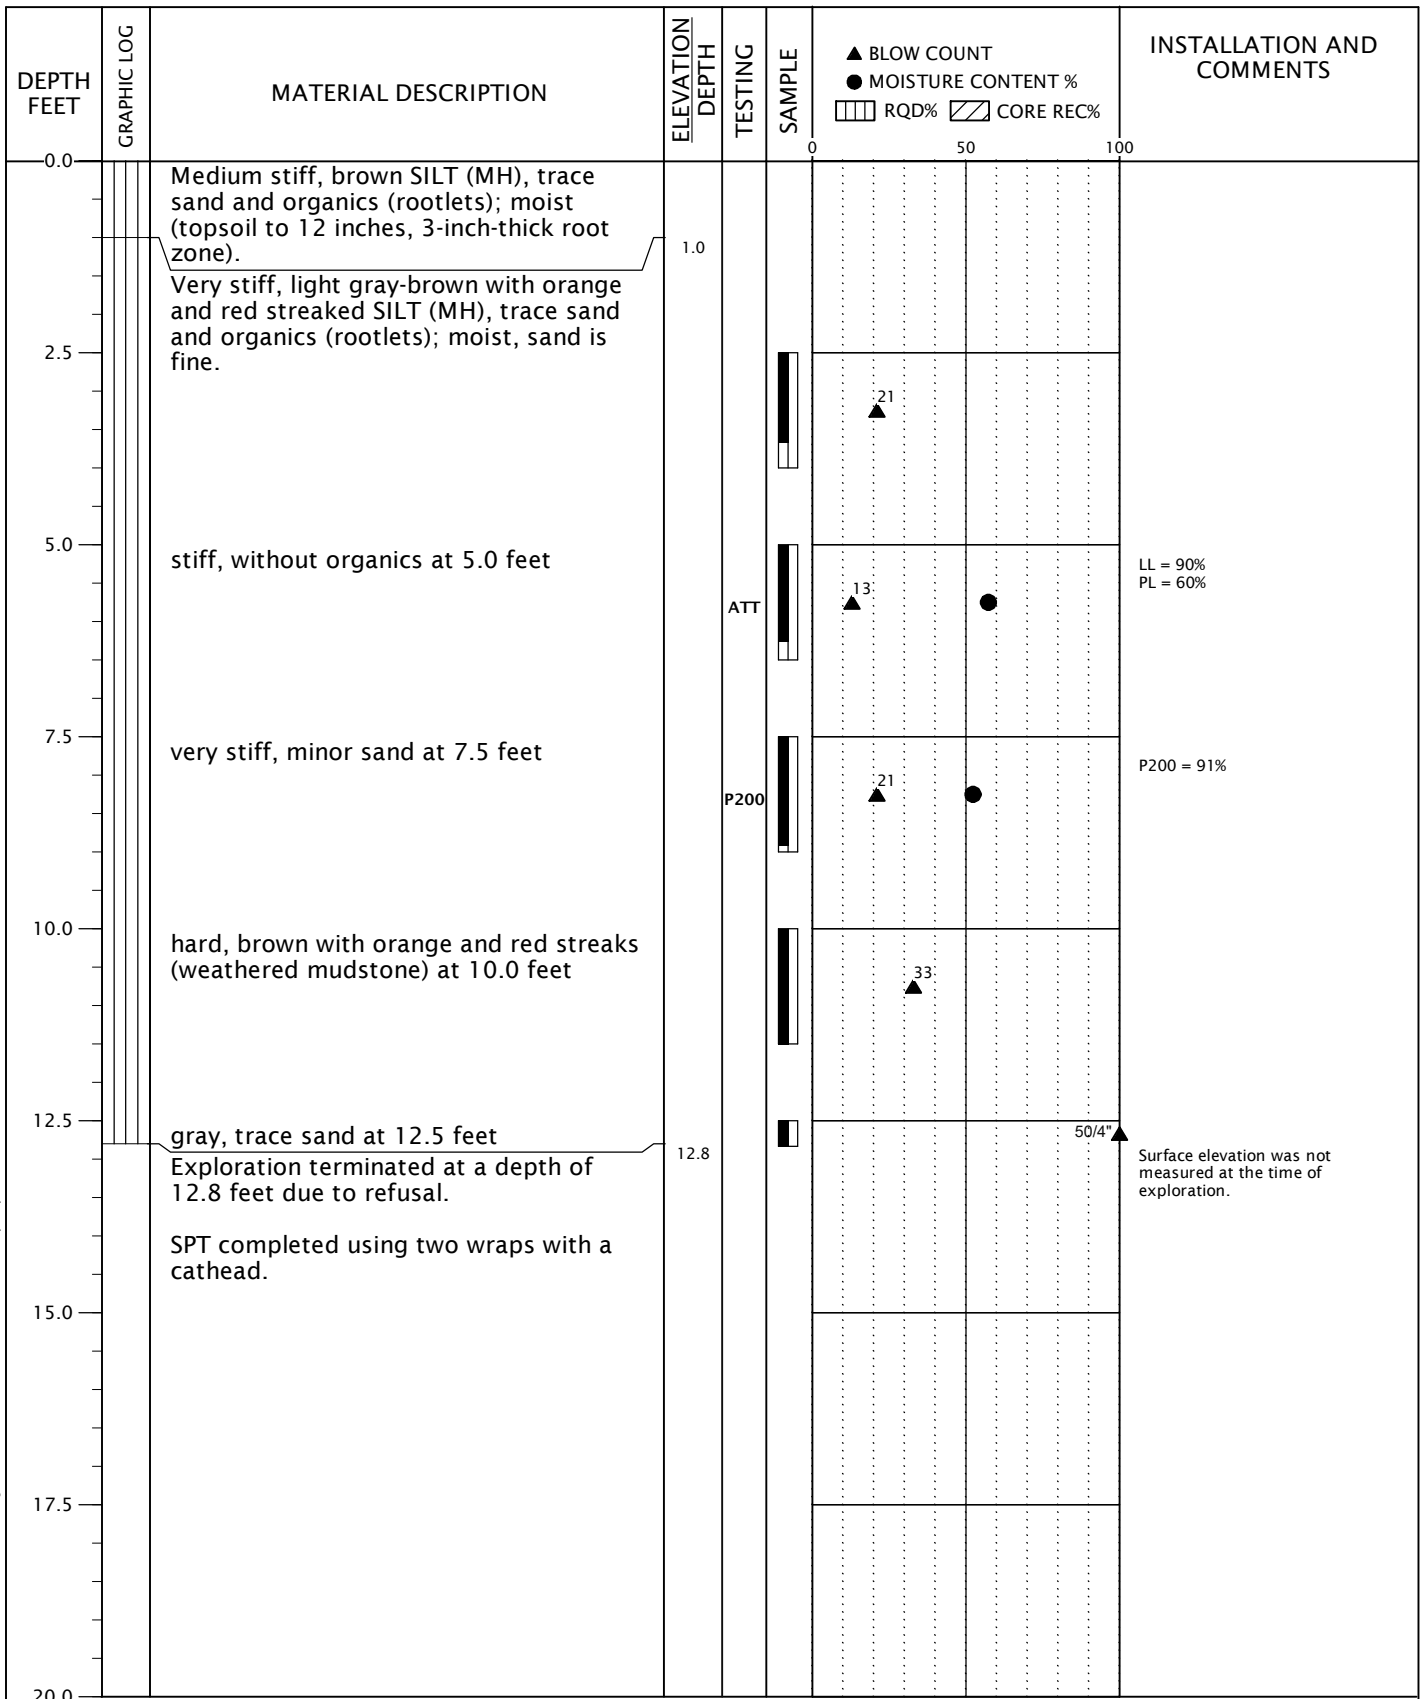 DEPTH
FEET
GRAPHIC LOG
MATERIAL DESCRIPTION
ELEVATION
DEPTH
TESTING
SAMPLE
▲ BLOW COUNT
● MOISTURE CONTENT %
RQD% CORE REC%
INSTALLATION AND
COMMENTS
0 50 100
0.0
Medium stiff, brown SILT (MH), trace
sand and organics (rootlets); moist
(topsoil to 12 inches, 3-inch-thick root
zone).
1.0
Very stiff, light gray-brown with orange
and red streaked SILT (MH), trace sand
and organics (rootlets); moist, sand is
fine.
2.5
21
5.0
stiff, without organics at 5.0 feet
ATT
13
LL = 90%
PL = 60%
7.5
very stiff, minor sand at 7.5 feet
P200
21
P200 = 91%
10.0
hard, brown with orange and red streaks
(weathered mudstone) at 10.0 feet
33
12.5
gray, trace sand at 12.5 feet
50/4"
12.8
Exploration terminated at a depth of
12.8 feet due to refusal.
Surface elevation was not
measured at the time of
exploration.
SPT completed using two wraps with a
cathead.
15.0
17.5
20.0